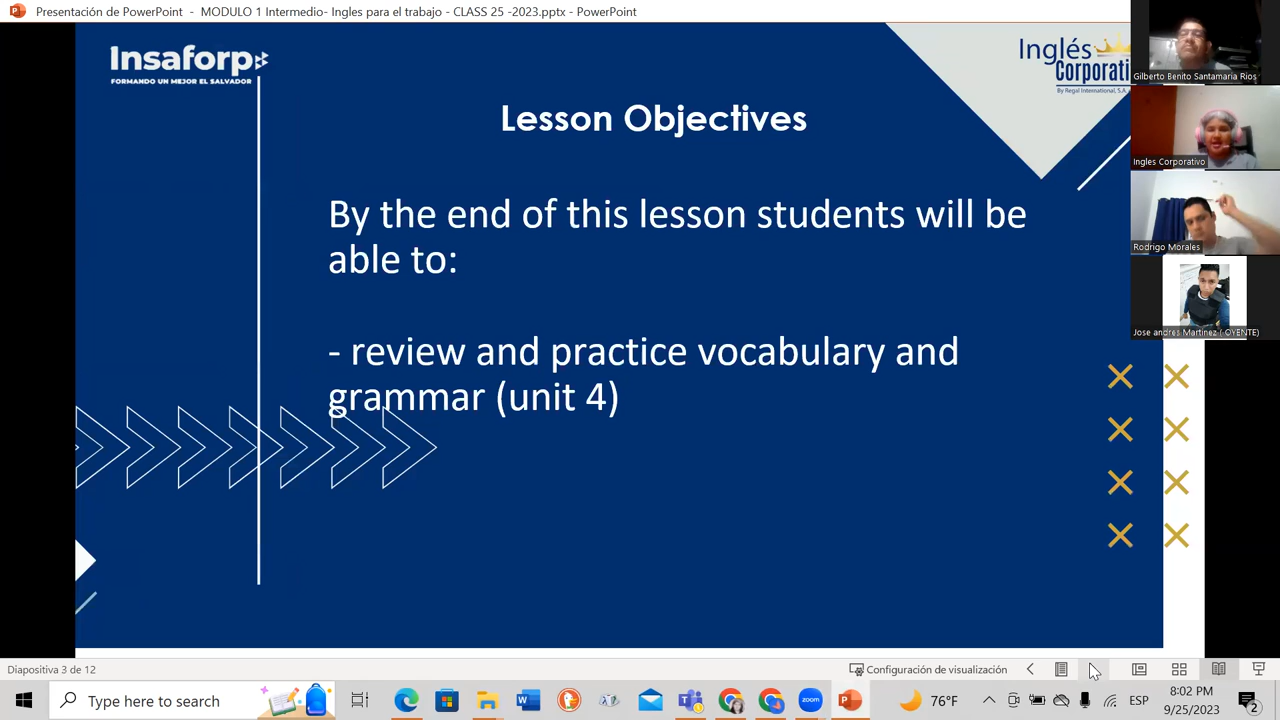 Presentación de PowerPoint - MODULO 1 Intermedio- Ingles para el trabajo - CLASS 25 -2023.pptx - PowerPoint
Insaforp
FORMANDO UN MEJOR EL SALVADOR
Inglés
Corporati
By Regal International, S.A.
Lesson Objectives
By the end of this lesson students will be
able to:
- review and practice vocabulary and
grammar (unit 4)
Gilberto Benito Santamaria Rios
Ingles Corporativo
Rodrigo Morales
Jose andres Martinez ( OYENTE)
Diapositiva 3 de 12
Configuración de visualización
Type here to search
76°F
ESP
8:02 PM
9/25/2023
2